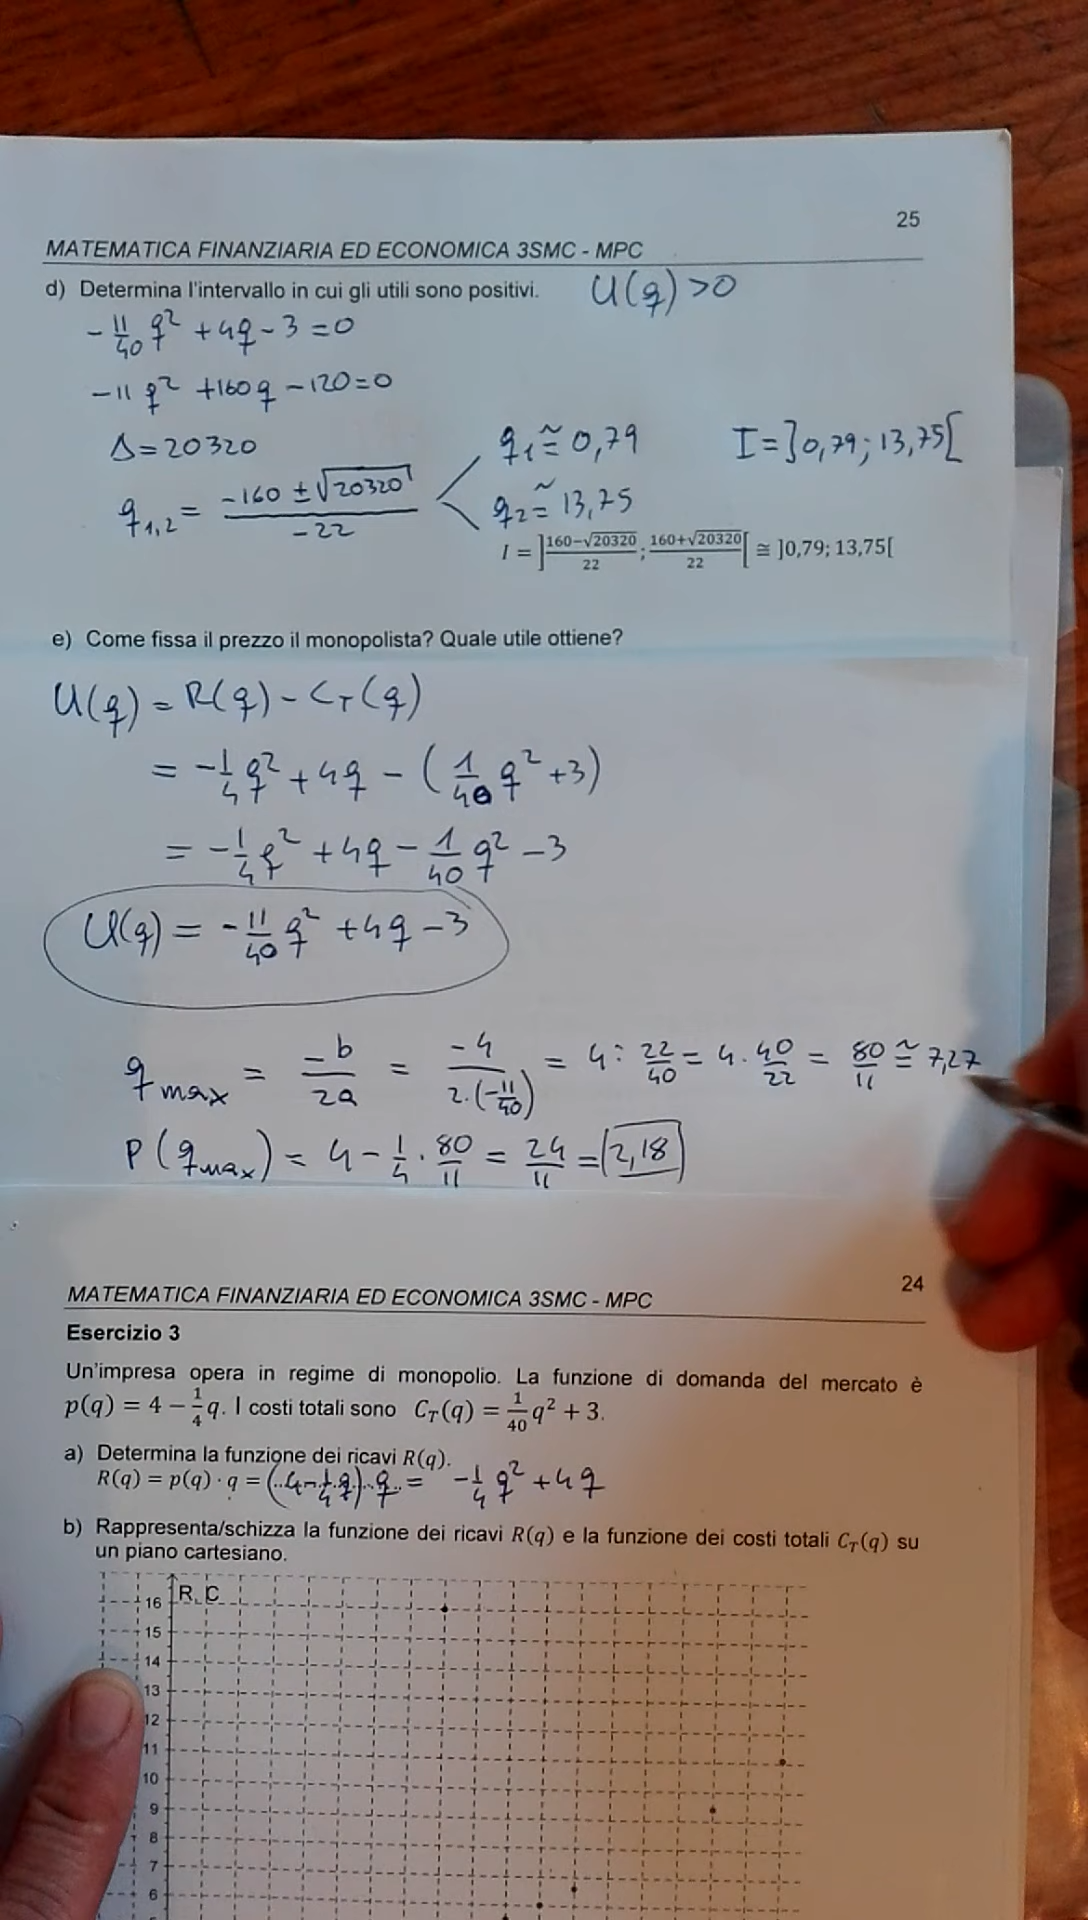 25
MATEMATICA FINANZIARIA ED ECONOMICA 3SMC - MPC
d) Determina l'intervallo in cui gli utili sono positivi. U(q) > 0
-11/40 q² + 4q - 3 = 0
-11 q² + 160q - 120 = 0
Δ = 20320
q₁ ≅ 0,79 I = ]0,79; 13,75[
q₁,₂ = (-160 ± √20320)/-22
q₂ ≅ 13,75
I = ](160-√20320)/22 ; (160+√20320)/22[ ≅ ]0,79; 13,75[
e) Come fissa il prezzo il monopolista? Quale utile ottiene?
U(q) = R(q) - C_T(q)
= -1/4 q² + 4q - (1/40 q² + 3)
= -1/4 q² + 4q - 1/40 q² - 3
U(q) = -11/40 q² + 4q - 3
q max = -b/2a = -4/(2·(-11/40)) = 4 : 22/40 = 4 · 40/22 = 80/11 ≅ 7,27
P(q max) = 4 - 1/4 · 80/11 = 24/11 = 2,18
24
MATEMATICA FINANZIARIA ED ECONOMICA 3SMC - MPC
Esercizio 3
Un'impresa opera in regime di monopolio. La funzione di domanda del mercato è
p(q) = 4 - 1/4 q. I costi totali sono C_T(q) = 1/40 q² + 3.
a) Determina la funzione dei ricavi R(q).
R(q) = p(q) · q = (4 - 1/4 q) · q = -1/4 q² + 4q
b) Rappresenta/schizza la funzione dei ricavi R(q) e la funzione dei costi totali C_T(q) su
un piano cartesiano.
R, C
16
15
14
13
12
11
10
9
8
7
6